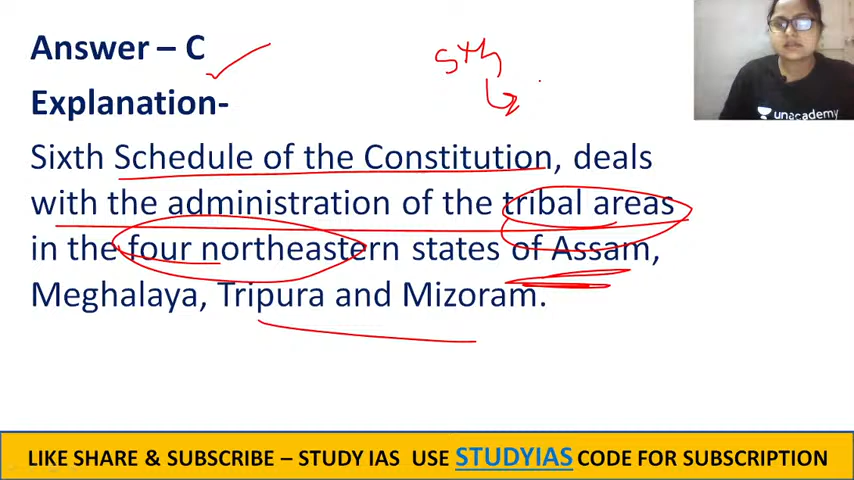 Answer – C
5th
Explanation-
unacademy
Sixth Schedule of the Constitution, deals
with the administration of the tribal areas
in the four northeastern states of Assam,
Meghalaya, Tripura and Mizoram.
LIKE SHARE & SUBSCRIBE – STUDY IAS USE STUDYIAS CODE FOR SUBSCRIPTION